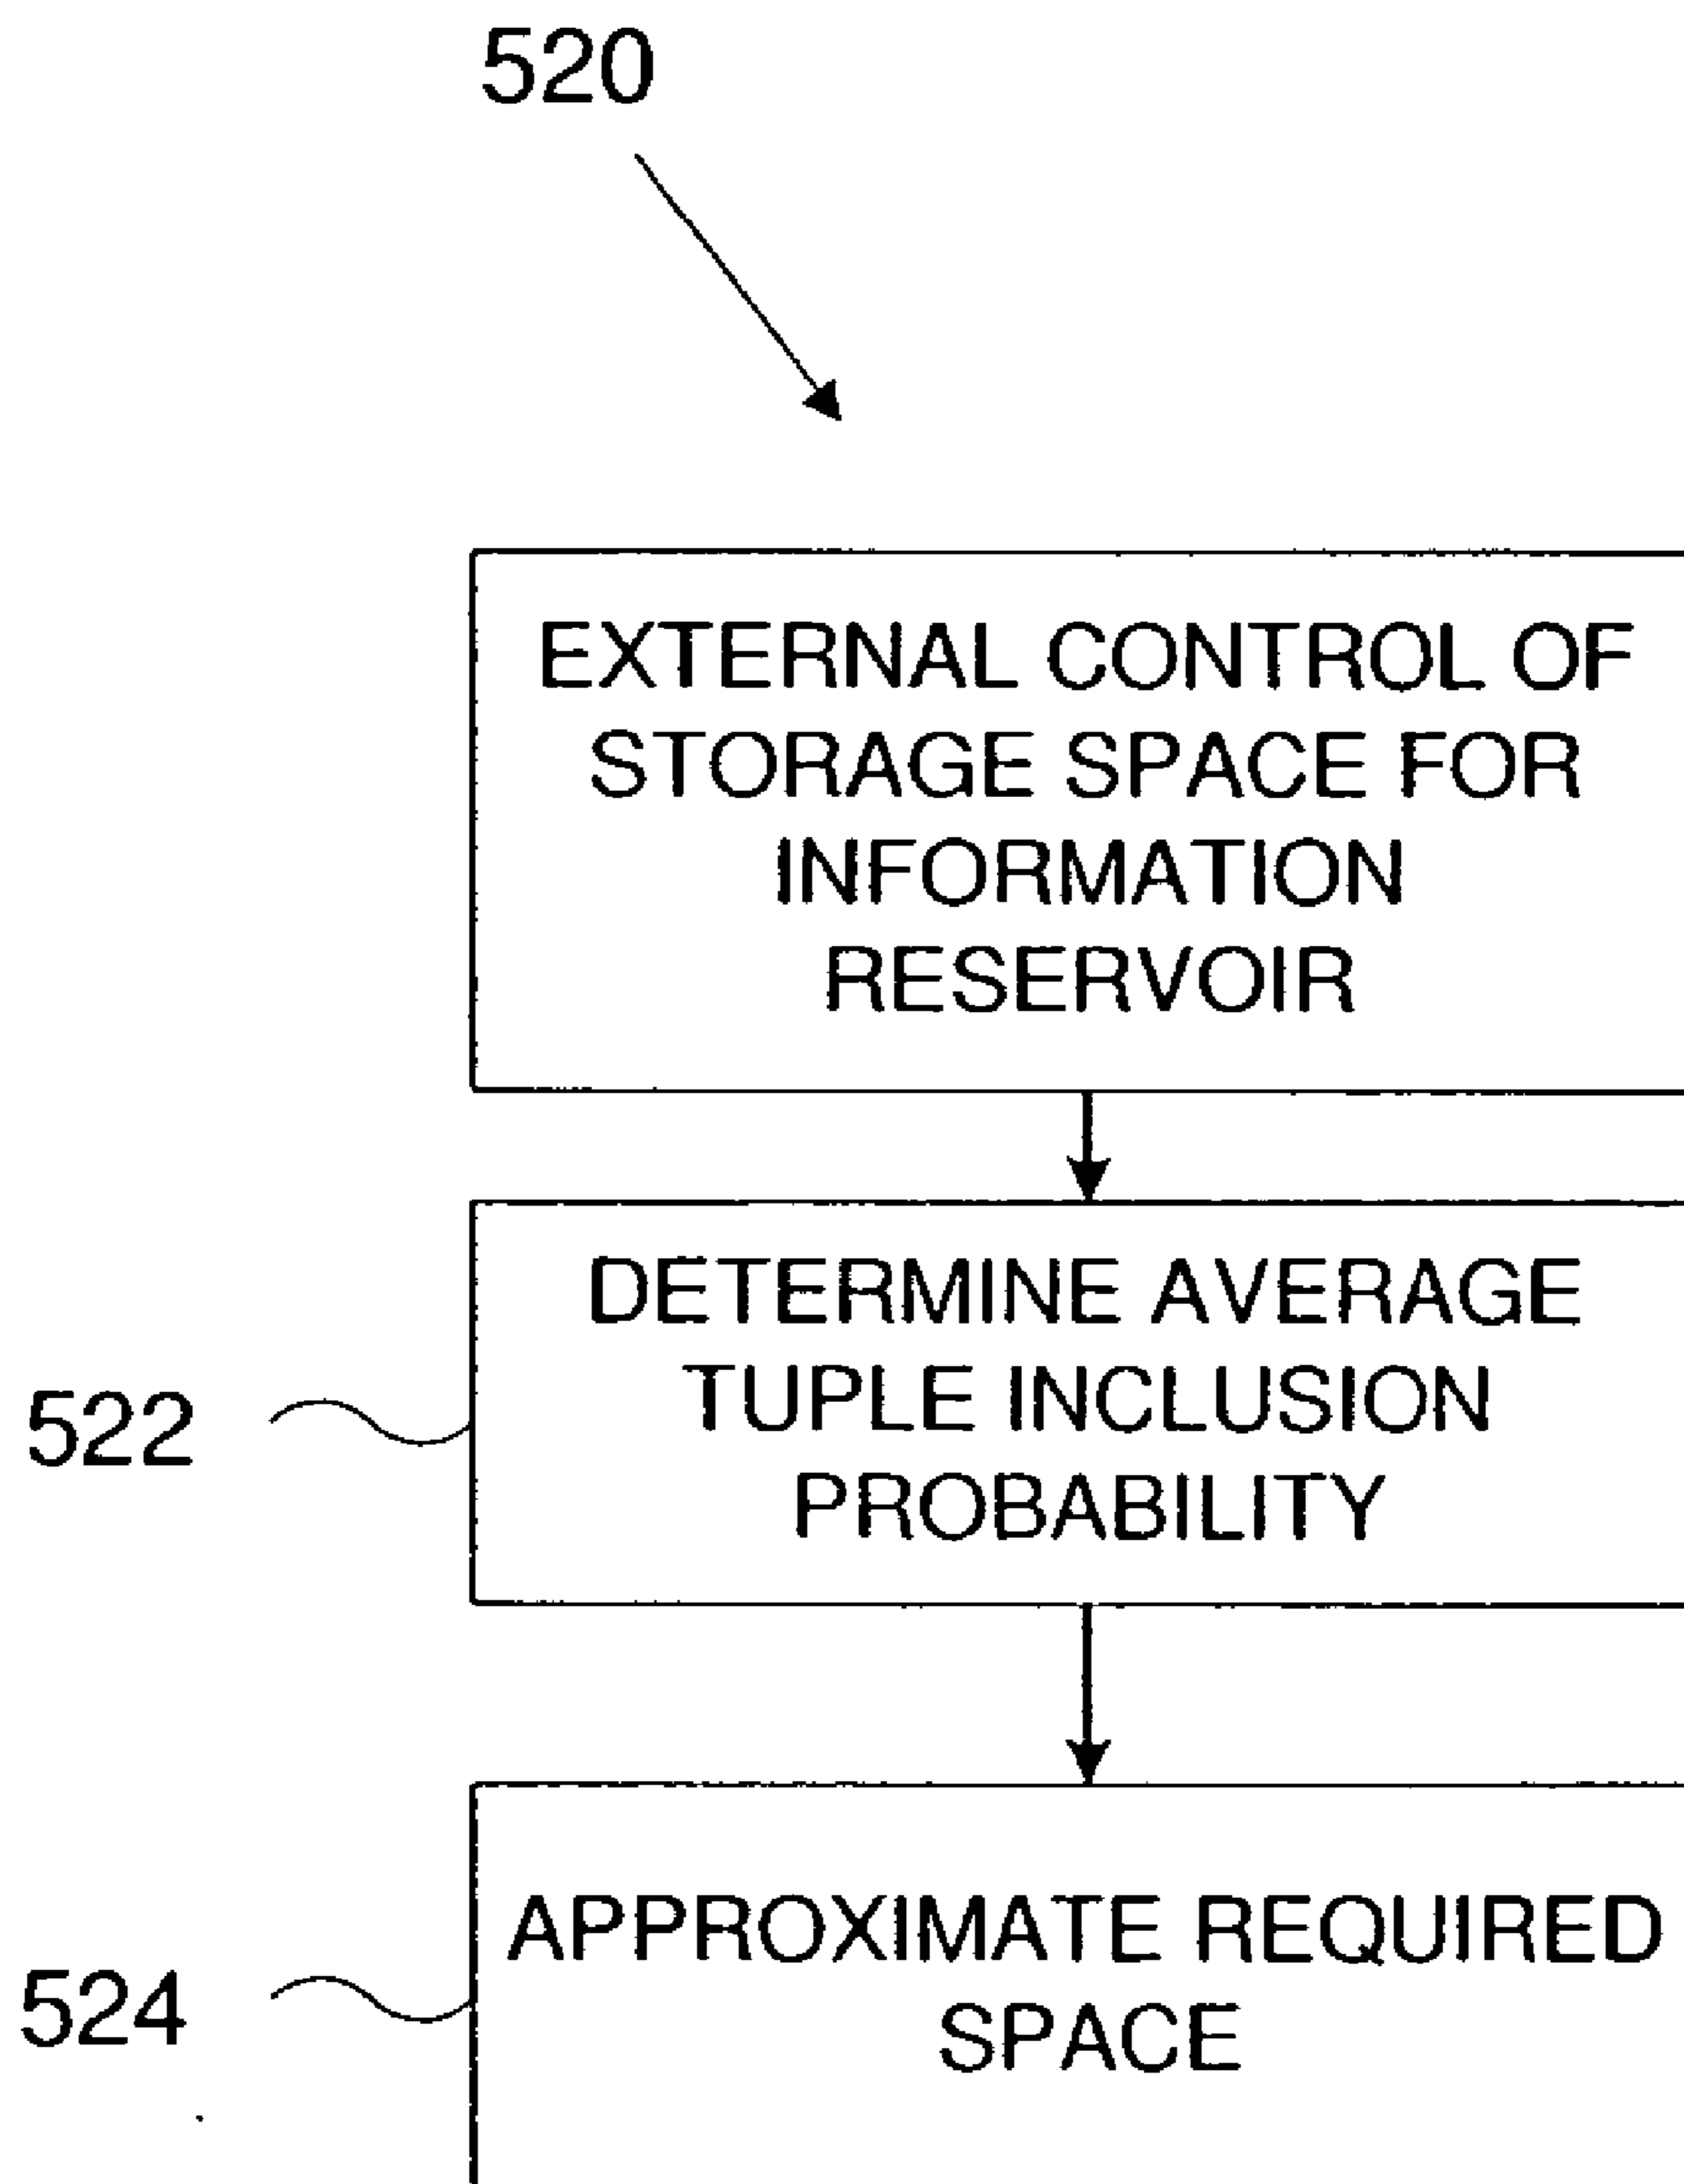 520
EXTERNAL CONTROL OF
STORAGE SPACE FOR
INFORMATION
RESERVOIR
DETERMINE AVERAGE
TUPLE INCLUSION
PROBABILITY
522
APPROXIMATE REQUIRED
SPACE
524